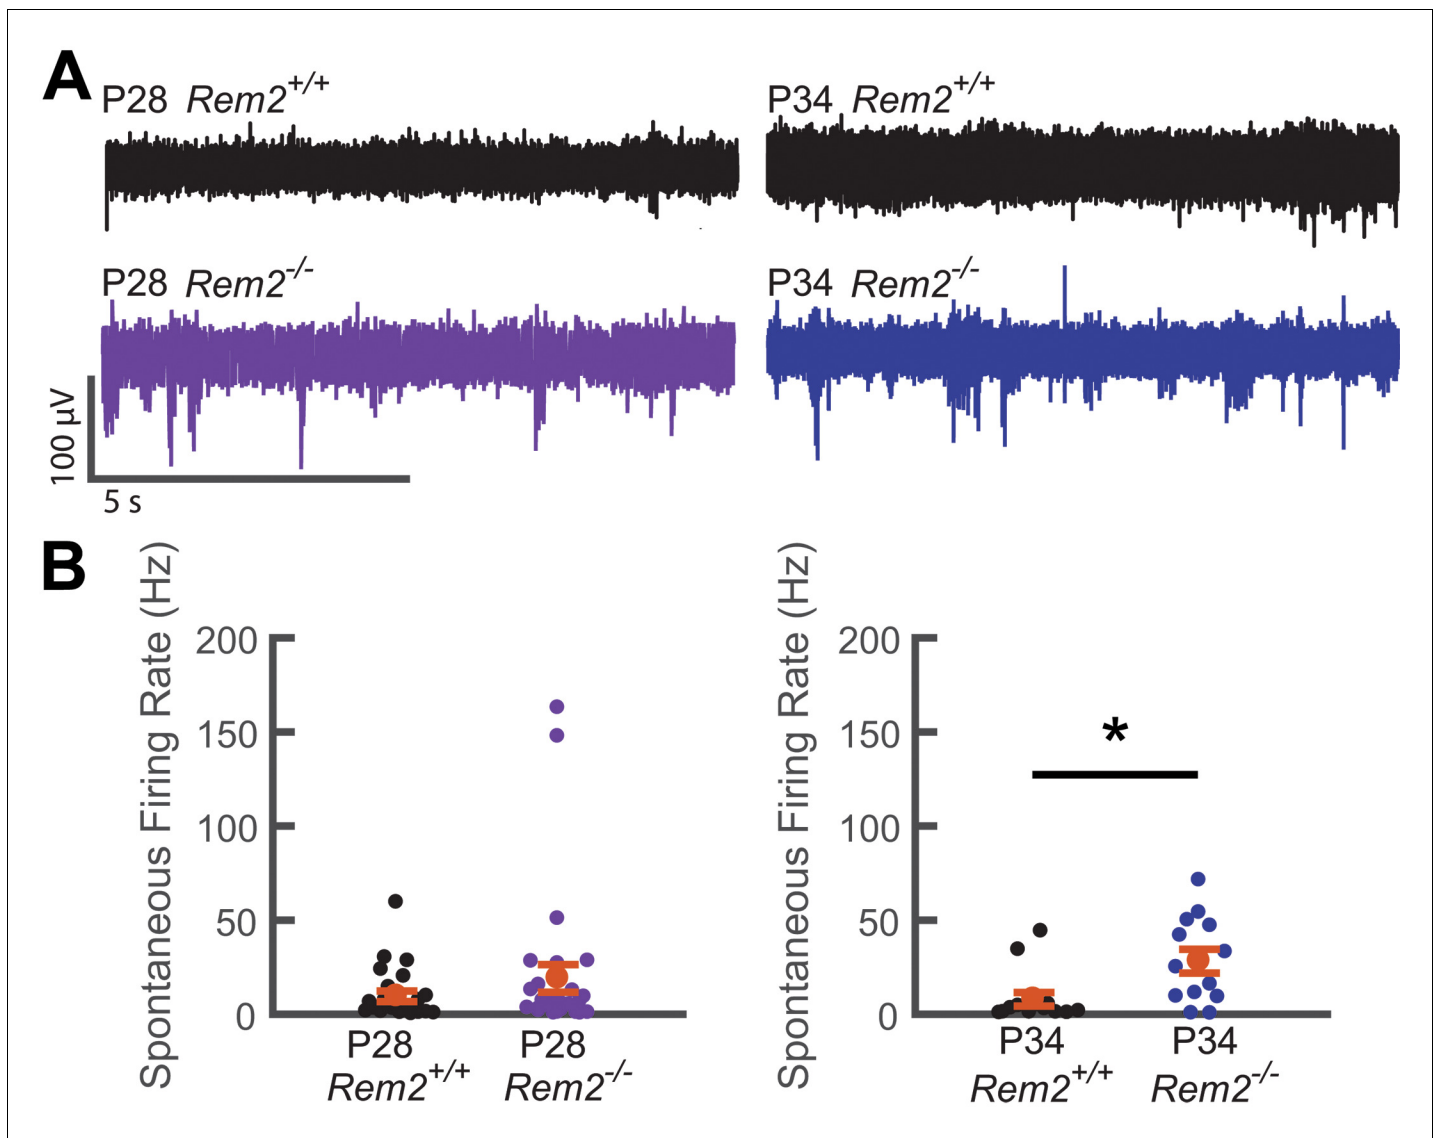 A
P28 Rem2+/+
P34 Rem2+/+
P28 Rem2-/-
P34 Rem2-/-
100 µV
5 s
B
Spontaneous Firing Rate (Hz)
200
150
100
50
0
P28
Rem2+/+
P28
Rem2-/-
Spontaneous Firing Rate (Hz)
200
150
100
50
0
*
P34
Rem2+/+
P34
Rem2-/-